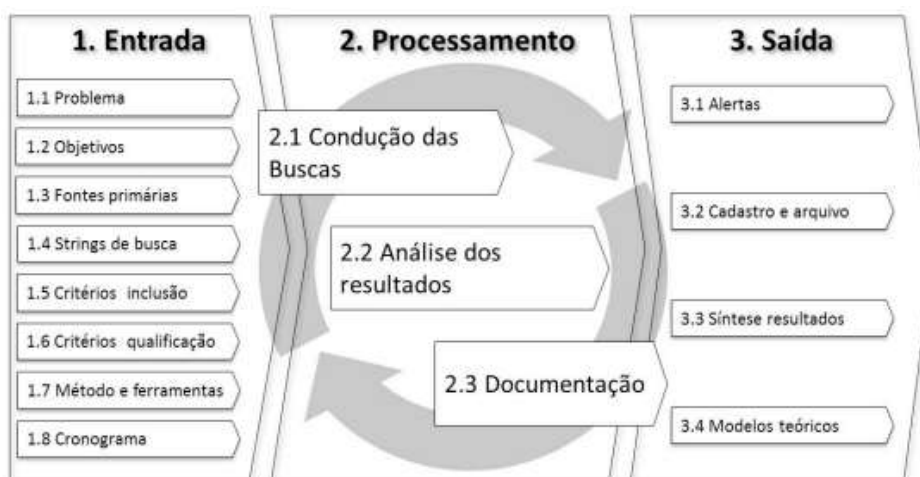 1. Entrada
1.1 Problema
1.2 Objetivos
1.3 Fontes primárias
1.4 Strings de busca
1.5 Critérios inclusão
1.6 Critérios qualificação
1.7 Método e ferramentas
1.8 Cronograma
2. Processamento
2.1 Condução das
Buscas
2.2 Análise dos
resultados
2.3 Documentação
3. Saída
3.1 Alertas
3.2 Cadastro e arquivo
3.3 Síntese resultados
3.4 Modelos teóricos